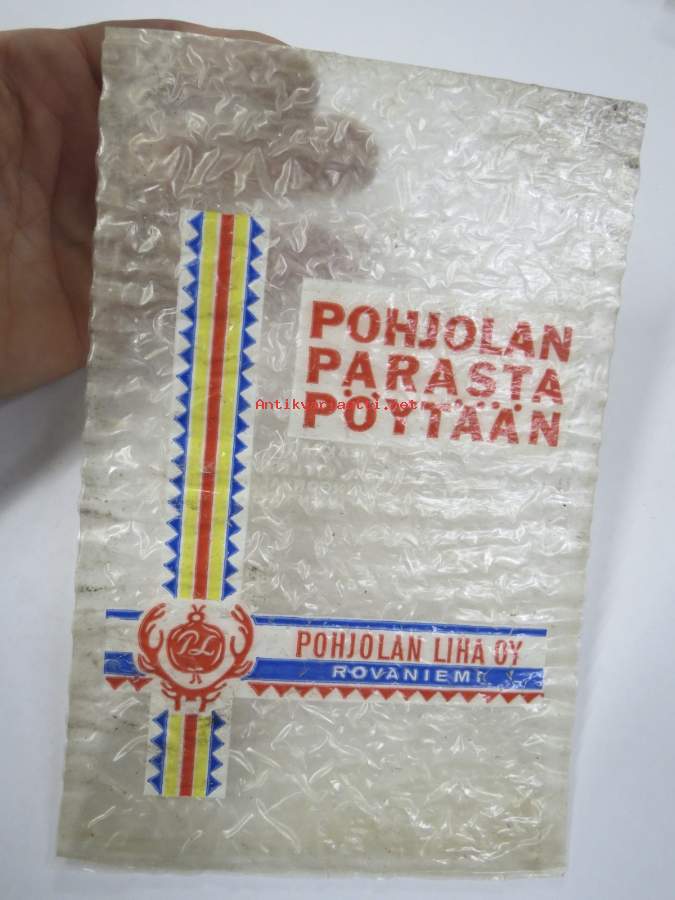 POHJOLAN
PARASTA
PÖYTÄÄN
Antikvariaatti.net
PL
POHJOLAN LIHA OY
ROVANIEMI